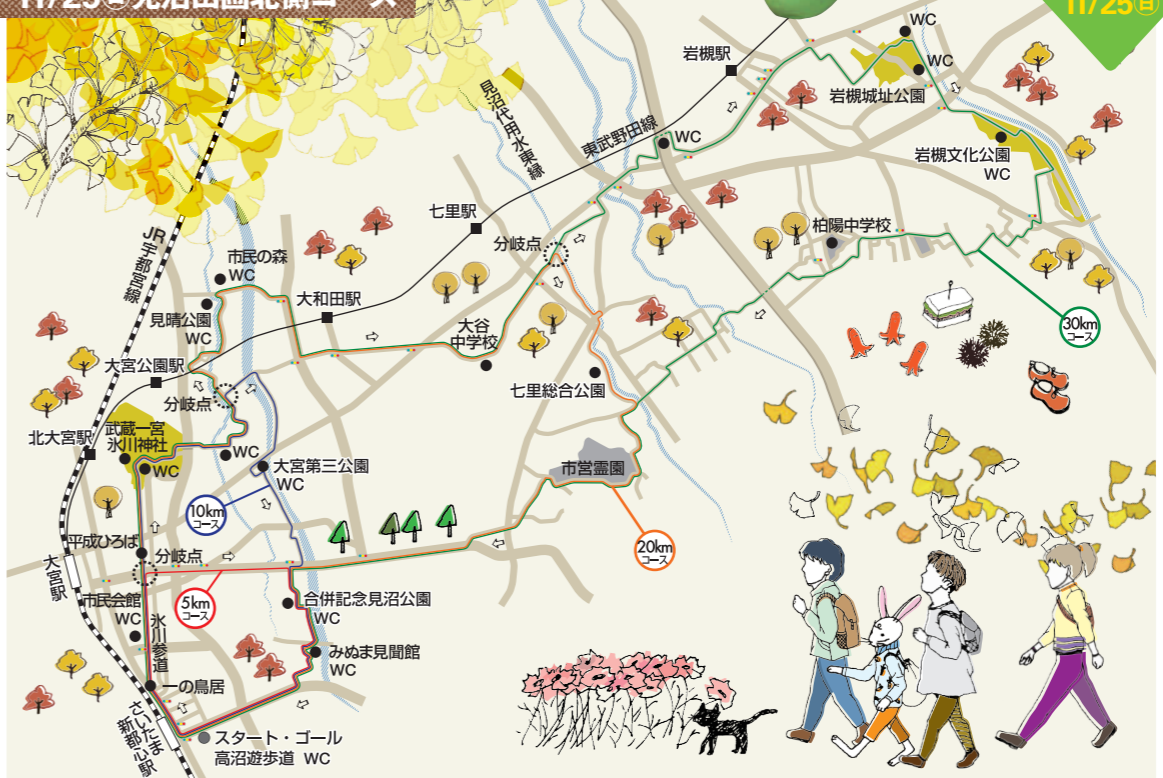 11/25日見沼田圃北側コース
11/25日
WC
岩槻駅
WC
岩槻城址公園
見沼代用水東縁
東武野田線
WC
岩槻文化公園
WC
七里駅
柏陽中学校
分岐点
JR宇都宮線
市民の森
WC
大和田駅
見晴公園
WC
大谷
中学校
30km
コース
大宮公園駅
七里総合公園
分岐点
武蔵一宮
氷川神社
北大宮駅
WC
WC
大宮第三公園
WC
市営霊園
10km
コース
平成ひろば
分岐点
20km
コース
大宮駅
市民会館
WC
5km
コース
合併記念見沼公園
WC
氷川参道
みぬま見聞館
WC
一の鳥居
さいたま
新都心駅
スタート・ゴール
高沼遊歩道 WC